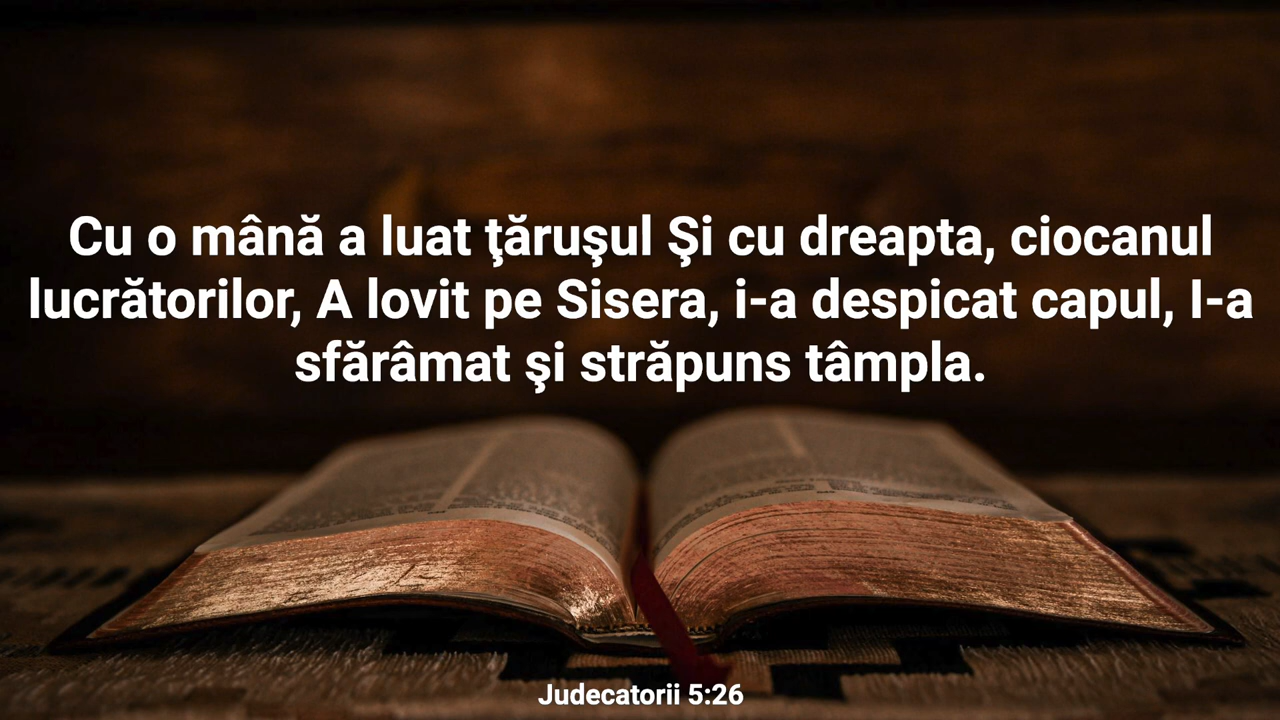 Cu o mână a luat ţăruşul Şi cu dreapta, ciocanul
lucrătorilor, A lovit pe Sisera, i-a despicat capul, I-a
sfărâmat şi străpuns tâmpla.
Judecatorii 5:26